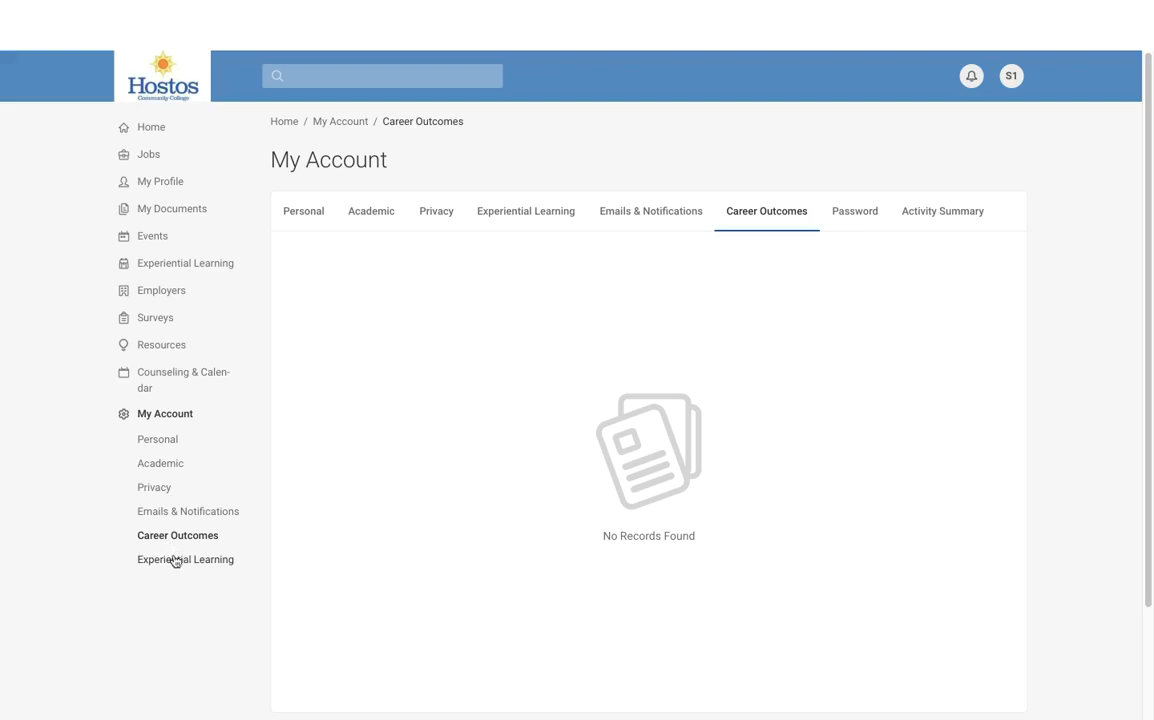 Hostos
Community College
S1
Home
Jobs
My Profile
My Documents
Events
Experiential Learning
Employers
Surveys
Resources
Counseling & Calen-
dar
My Account
Personal
Academic
Privacy
Emails & Notifications
Career Outcomes
Experiential Learning
Home / My Account / Career Outcomes
My Account
Personal Academic Privacy Experiential Learning Emails & Notifications Career Outcomes Password Activity Summary
No Records Found